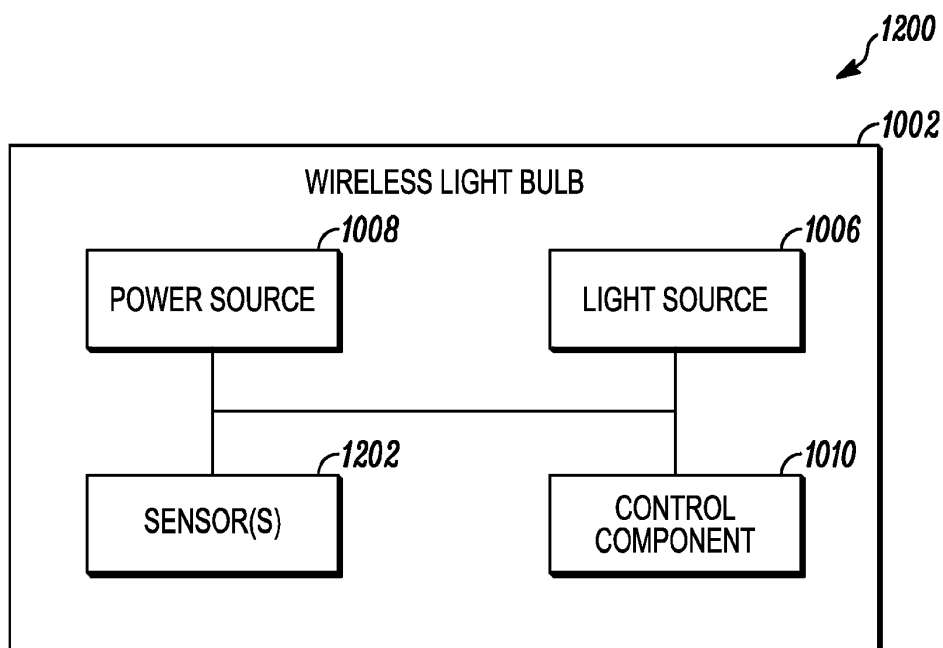 1200
1002
WIRELESS LIGHT BULB
1008
1006
POWER SOURCE
LIGHT SOURCE
1202
1010
SENSOR(S)
CONTROL
COMPONENT